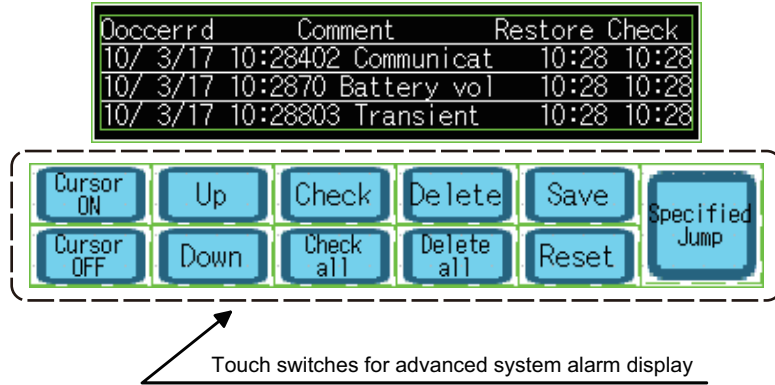 Ooccerrd Comment Restore Check
10/ 3/17 10:28402 Communicat 10:28 10:28
10/ 3/17 10:2870 Battery vol 10:28 10:28
10/ 3/17 10:28803 Transient 10:28 10:28
Cursor ON
Up
Check
Delete
Save
Specified Jump
Cursor OFF
Down
Check all
Delete all
Reset
Touch switches for advanced system alarm display